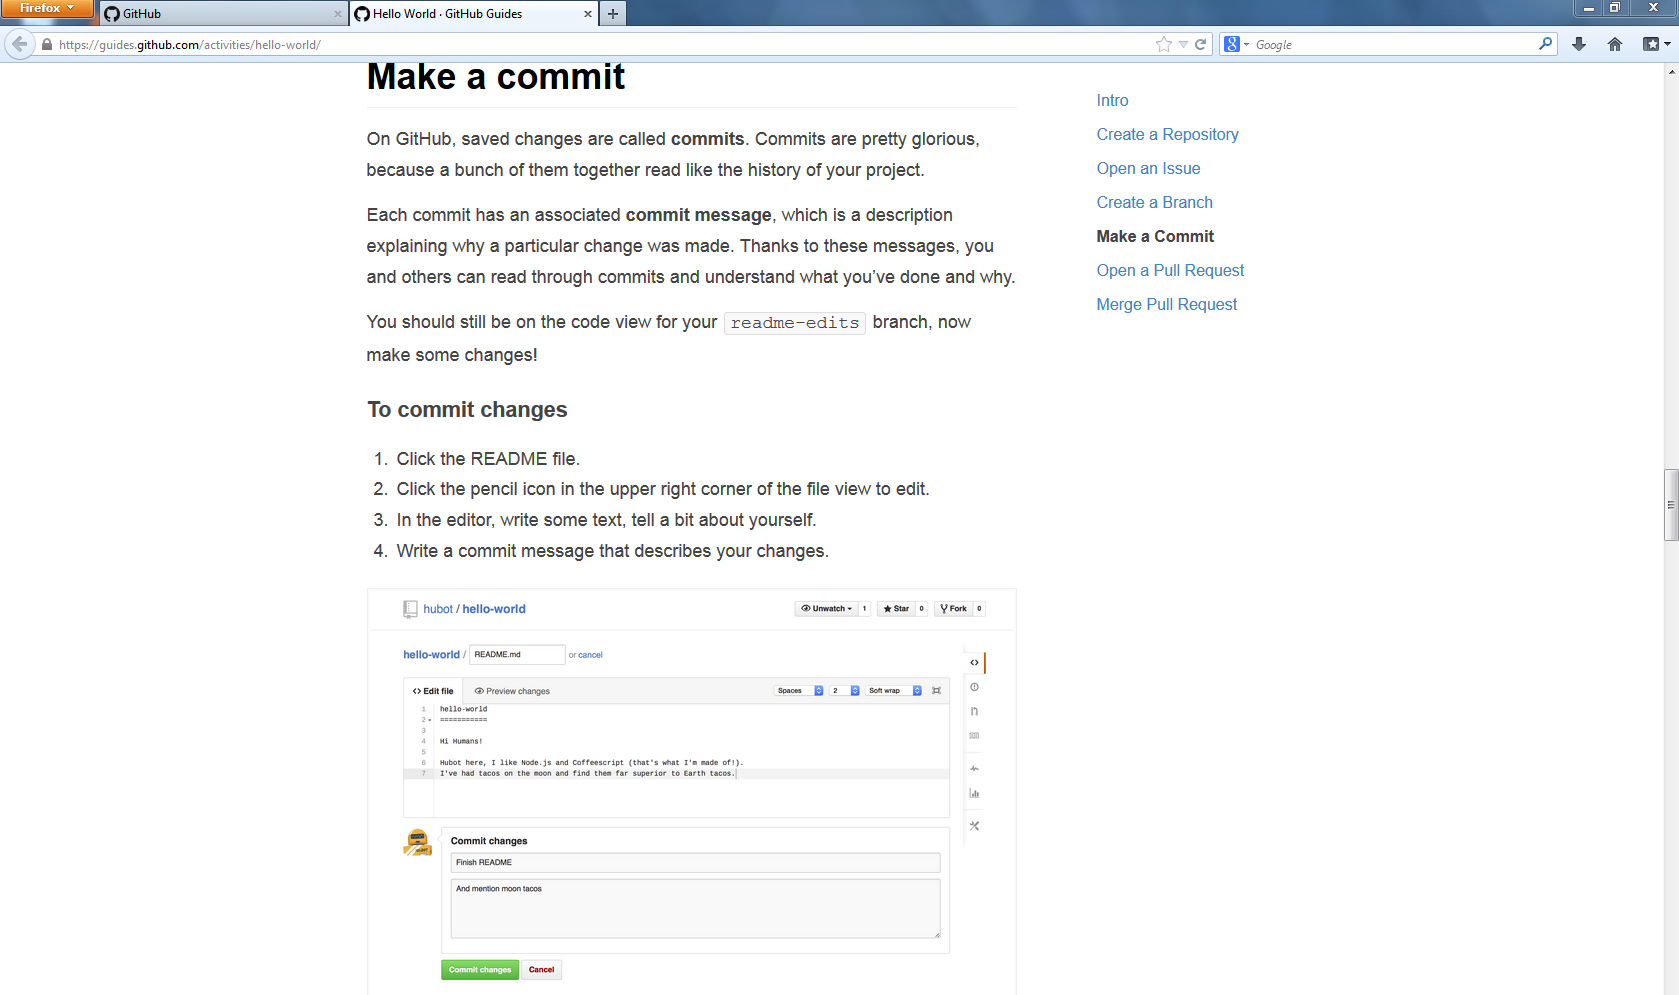 Firefox
GitHub
Hello World · GitHub Guides
https://guides.github.com/activities/hello-world/
Google
Make a commit
On GitHub, saved changes are called commits. Commits are pretty glorious,
because a bunch of them together read like the history of your project.
Each commit has an associated commit message, which is a description
explaining why a particular change was made. Thanks to these messages, you
and others can read through commits and understand what you’ve done and why.
You should still be on the code view for your readme-edits branch, now
make some changes!
To commit changes
1. Click the README file.
2. Click the pencil icon in the upper right corner of the file view to edit.
3. In the editor, write some text, tell a bit about yourself.
4. Write a commit message that describes your changes.
hubot / hello-world
Unwatch 1 Star 0 Fork 0
hello-world / README.md or cancel
Edit file Preview changes Spaces 2 Soft wrap
1 hello-world
2 ===========
3
4 Hi Humans!
5
6 Hubot here, I like Node.js and Coffeescript (that's what I'm made of!).
7 I've had tacos on the moon and find them far superior to Earth tacos.
Commit changes
Finish README
And mention moon tacos
Commit changes Cancel
Intro
Create a Repository
Open an Issue
Create a Branch
Make a Commit
Open a Pull Request
Merge Pull Request